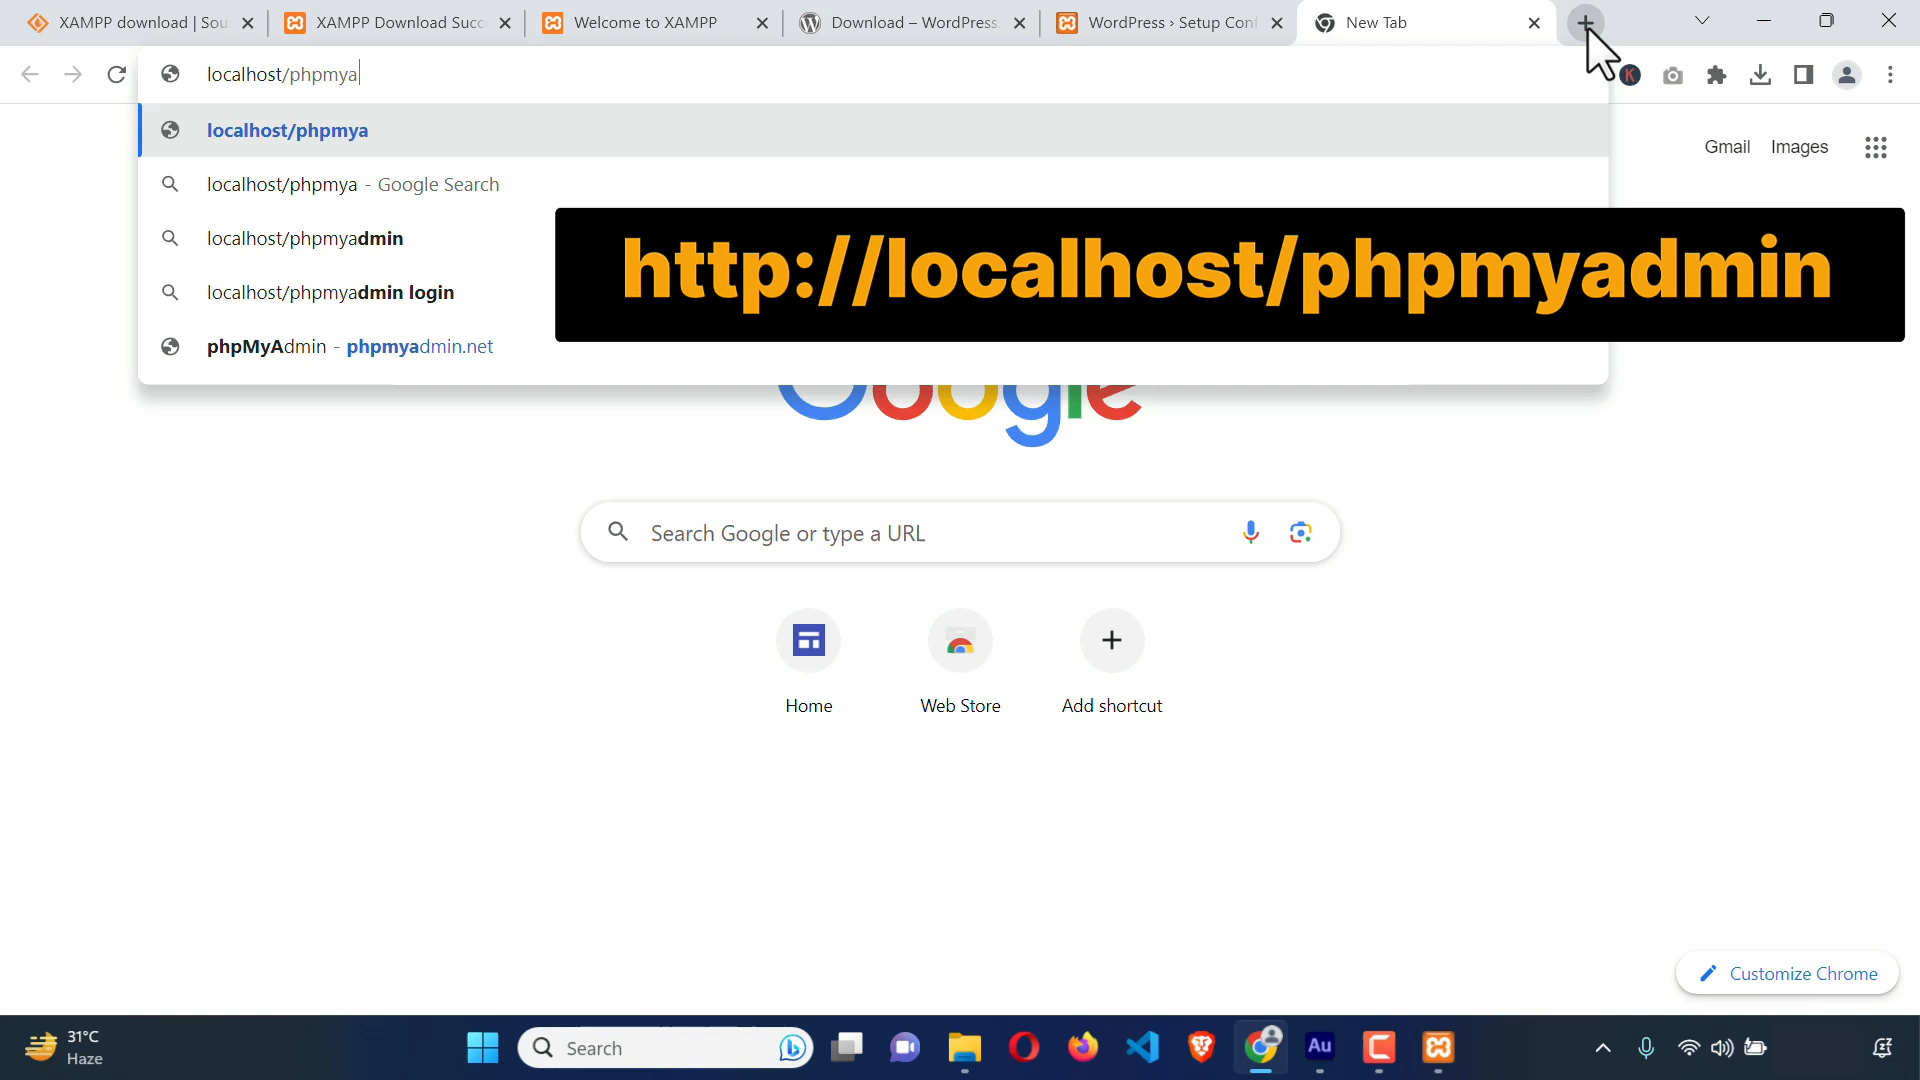 XAMPP download | Sou
XAMPP Download Succ
Welcome to XAMPP
Download – WordPress.
WordPress › Setup Conf
New Tab
localhost/phpmya
K
localhost/phpmya
Gmail
Images
localhost/phpmya - Google Search
localhost/phpmyadmin
http://localhost/phpmyadmin
localhost/phpmyadmin login
phpMyAdmin - phpmyadmin.net
Google
Search Google or type a URL
Home
Web Store
Add shortcut
Customize Chrome
31°C
Haze
Search
Au